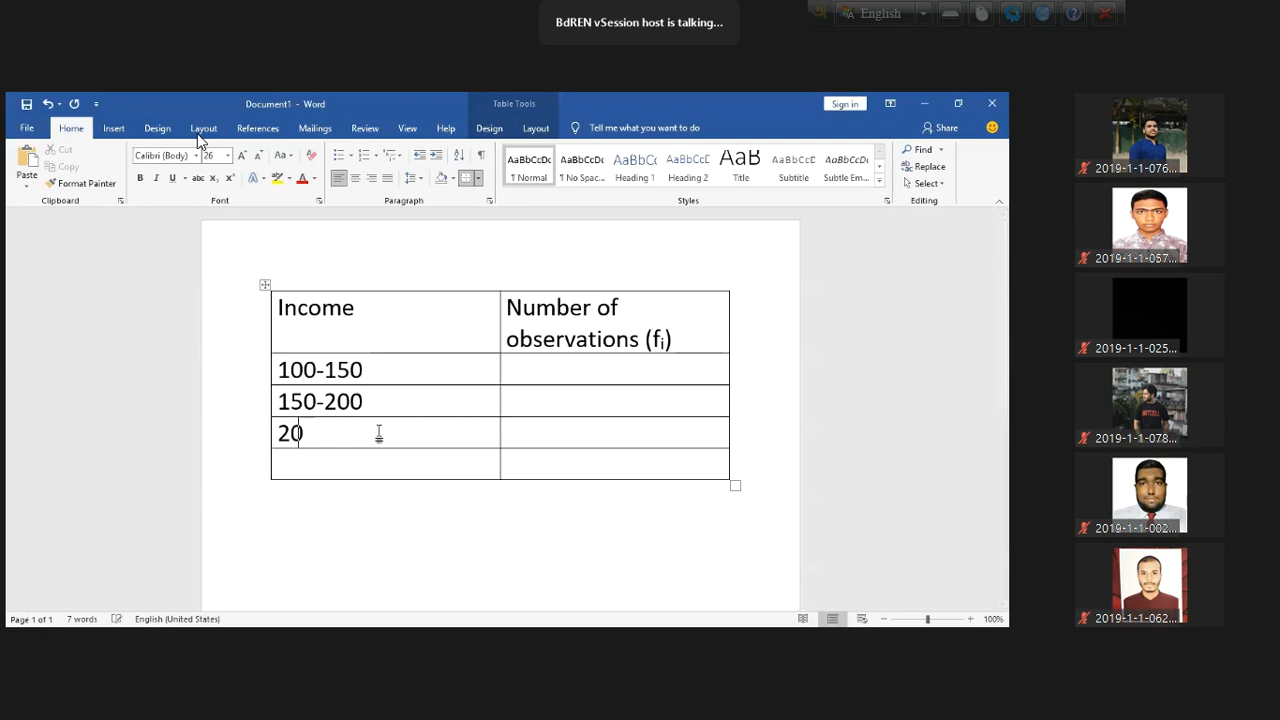 BdREN vSession host is talking...
English
Document1 - Word
Table Tools
Sign in
File
Home
Insert
Design
Layout
References
Mailings
Review
View
Help
Design
Layout
Tell me what you want to do
Share
Paste
Cut
Copy
Format Painter
Clipboard
Calibri (Body)
26
Font
Paragraph
AaBbCcDc
¶ Normal
AaBbCcDc
¶ No Spac...
AaBbCc
Heading 1
AaBbCcC
Heading 2
AaB
Title
AaBbCcC
Subtitle
AaBbCcDc
Subtle Em...
Styles
Find
Replace
Select
Editing
Income
Number of
observations (fᵢ)
100-150
150-200
20
Page 1 of 1
7 words
English (United States)
100%
2019-1-1-076...
2019-1-1-057...
2019-1-1-025...
2019-1-1-078...
2019-1-1-002...
2019-1-1-062...